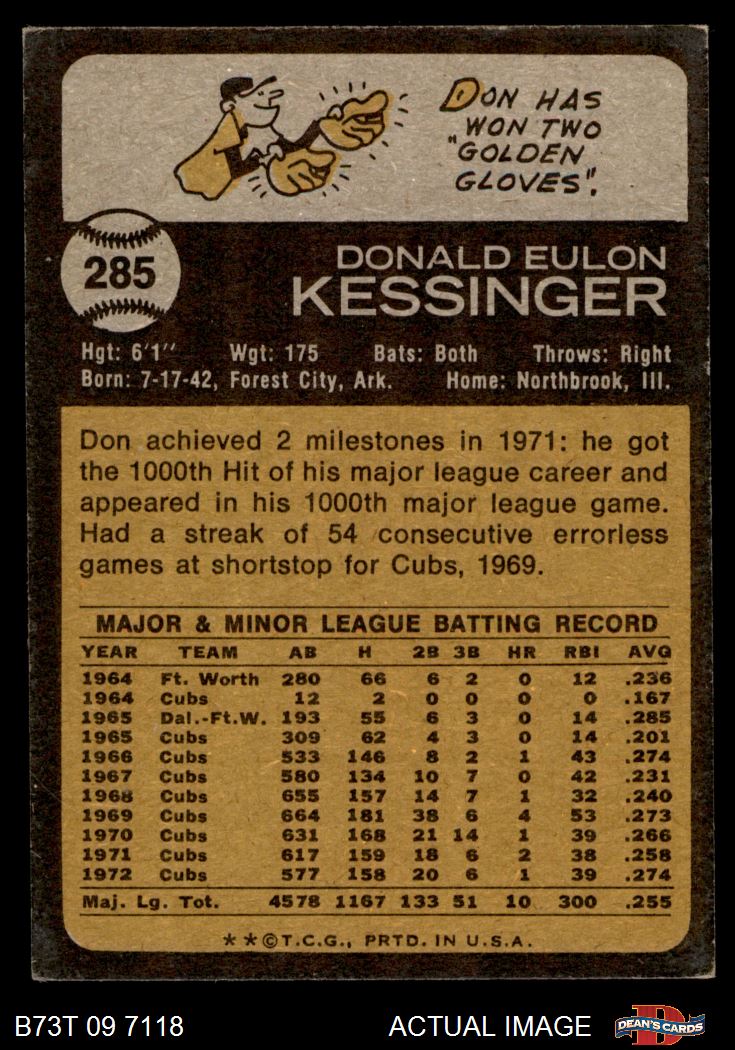 DON HAS
WON TWO
"GOLDEN
GLOVES".
285
DONALD EULON
KESSINGER
Hgt: 6'1" Wgt: 175 Bats: Both Throws: Right
Born: 7-17-42, Forest City, Ark. Home: Northbrook, Ill.
Don achieved 2 milestones in 1971: he got
the 1000th Hit of his major league career and
appeared in his 1000th major league game.
Had a streak of 54 consecutive errorless
games at shortstop for Cubs, 1969.
MAJOR & MINOR LEAGUE BATTING RECORD
YEAR TEAM AB H 2B 3B HR RBI AVG
1964 Ft. Worth 280 66 6 2 0 12 .236
1964 Cubs 12 2 0 0 0 0 .167
1965 Dal.-Ft.W. 193 55 6 3 0 14 .285
1965 Cubs 309 62 4 3 0 14 .201
1966 Cubs 533 146 8 2 1 43 .274
1967 Cubs 580 134 10 7 0 42 .231
1968 Cubs 655 157 14 7 1 32 .240
1969 Cubs 664 181 38 6 4 53 .273
1970 Cubs 631 168 21 14 1 39 .266
1971 Cubs 617 159 18 6 2 38 .258
1972 Cubs 577 158 20 6 1 39 .274
Maj. Lg. Tot. 4578 1167 133 51 10 300 .255
**©T.C.G., PRTD. IN U.S.A.
B73T 09 7118 ACTUAL IMAGE DEAN'S CARDS